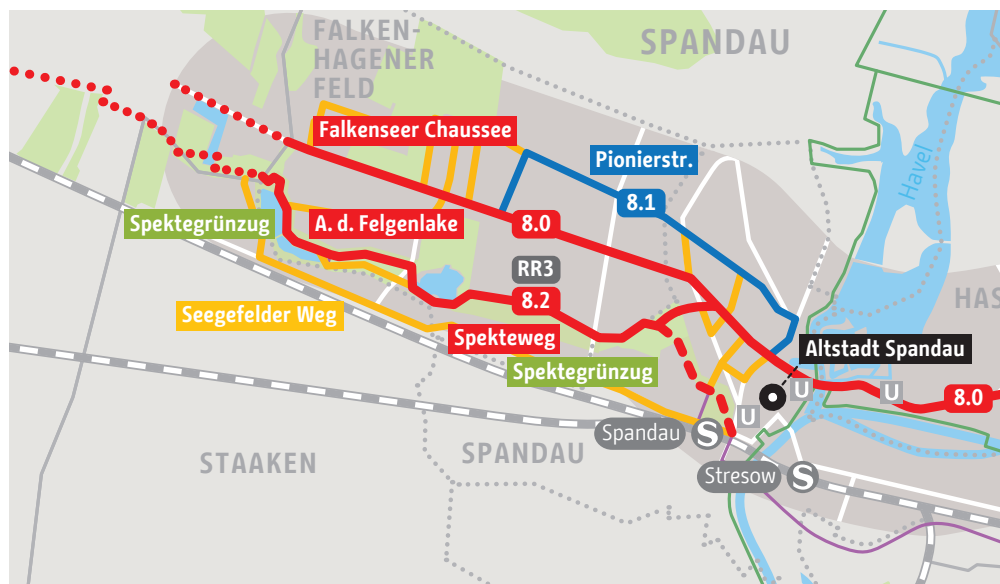 FALKEN-
HAGENER
FELD
SPANDAU
Falkenseer Chaussee
Pionierstr.
Havel
8.1
Spektegrünzug
A. d. Felgenlake
8.0
RR3
8.2
HAS
Seegefelder Weg
Spekteweg
Altstadt Spandau
Spektegrünzug
U
U
8.0
U
Spandau
S
SPANDAU
STAAKEN
Stresow
S